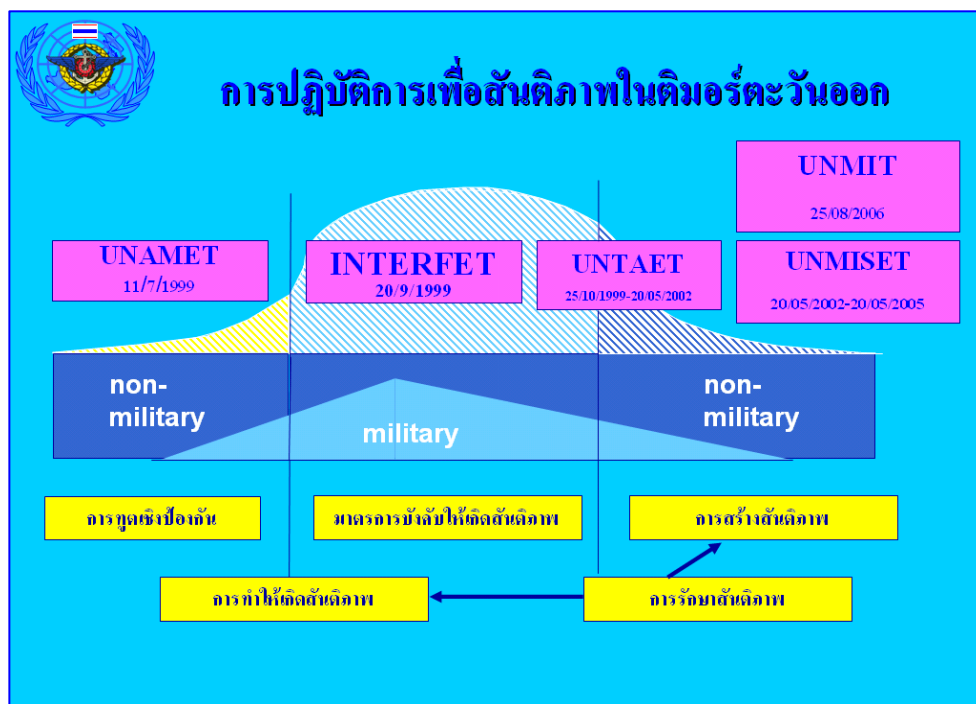 การปฏิบัติการเพื่อสันติภาพในติมอร์ตะวันออก
UNMIT
25/08/2006
UNAMET
11/7/1999
INTERFET
20/9/1999
UNTAET
25/10/1999-20/05/2002
UNMISET
20/05/2002-20/05/2005
non-
military
military
non-
military
การทูตเชิงป้องกัน
มาตรการบังคับให้เกิดสันติภาพ
การสร้างสันติภาพ
การทำให้เกิดสันติภาพ
การรักษาสันติภาพ